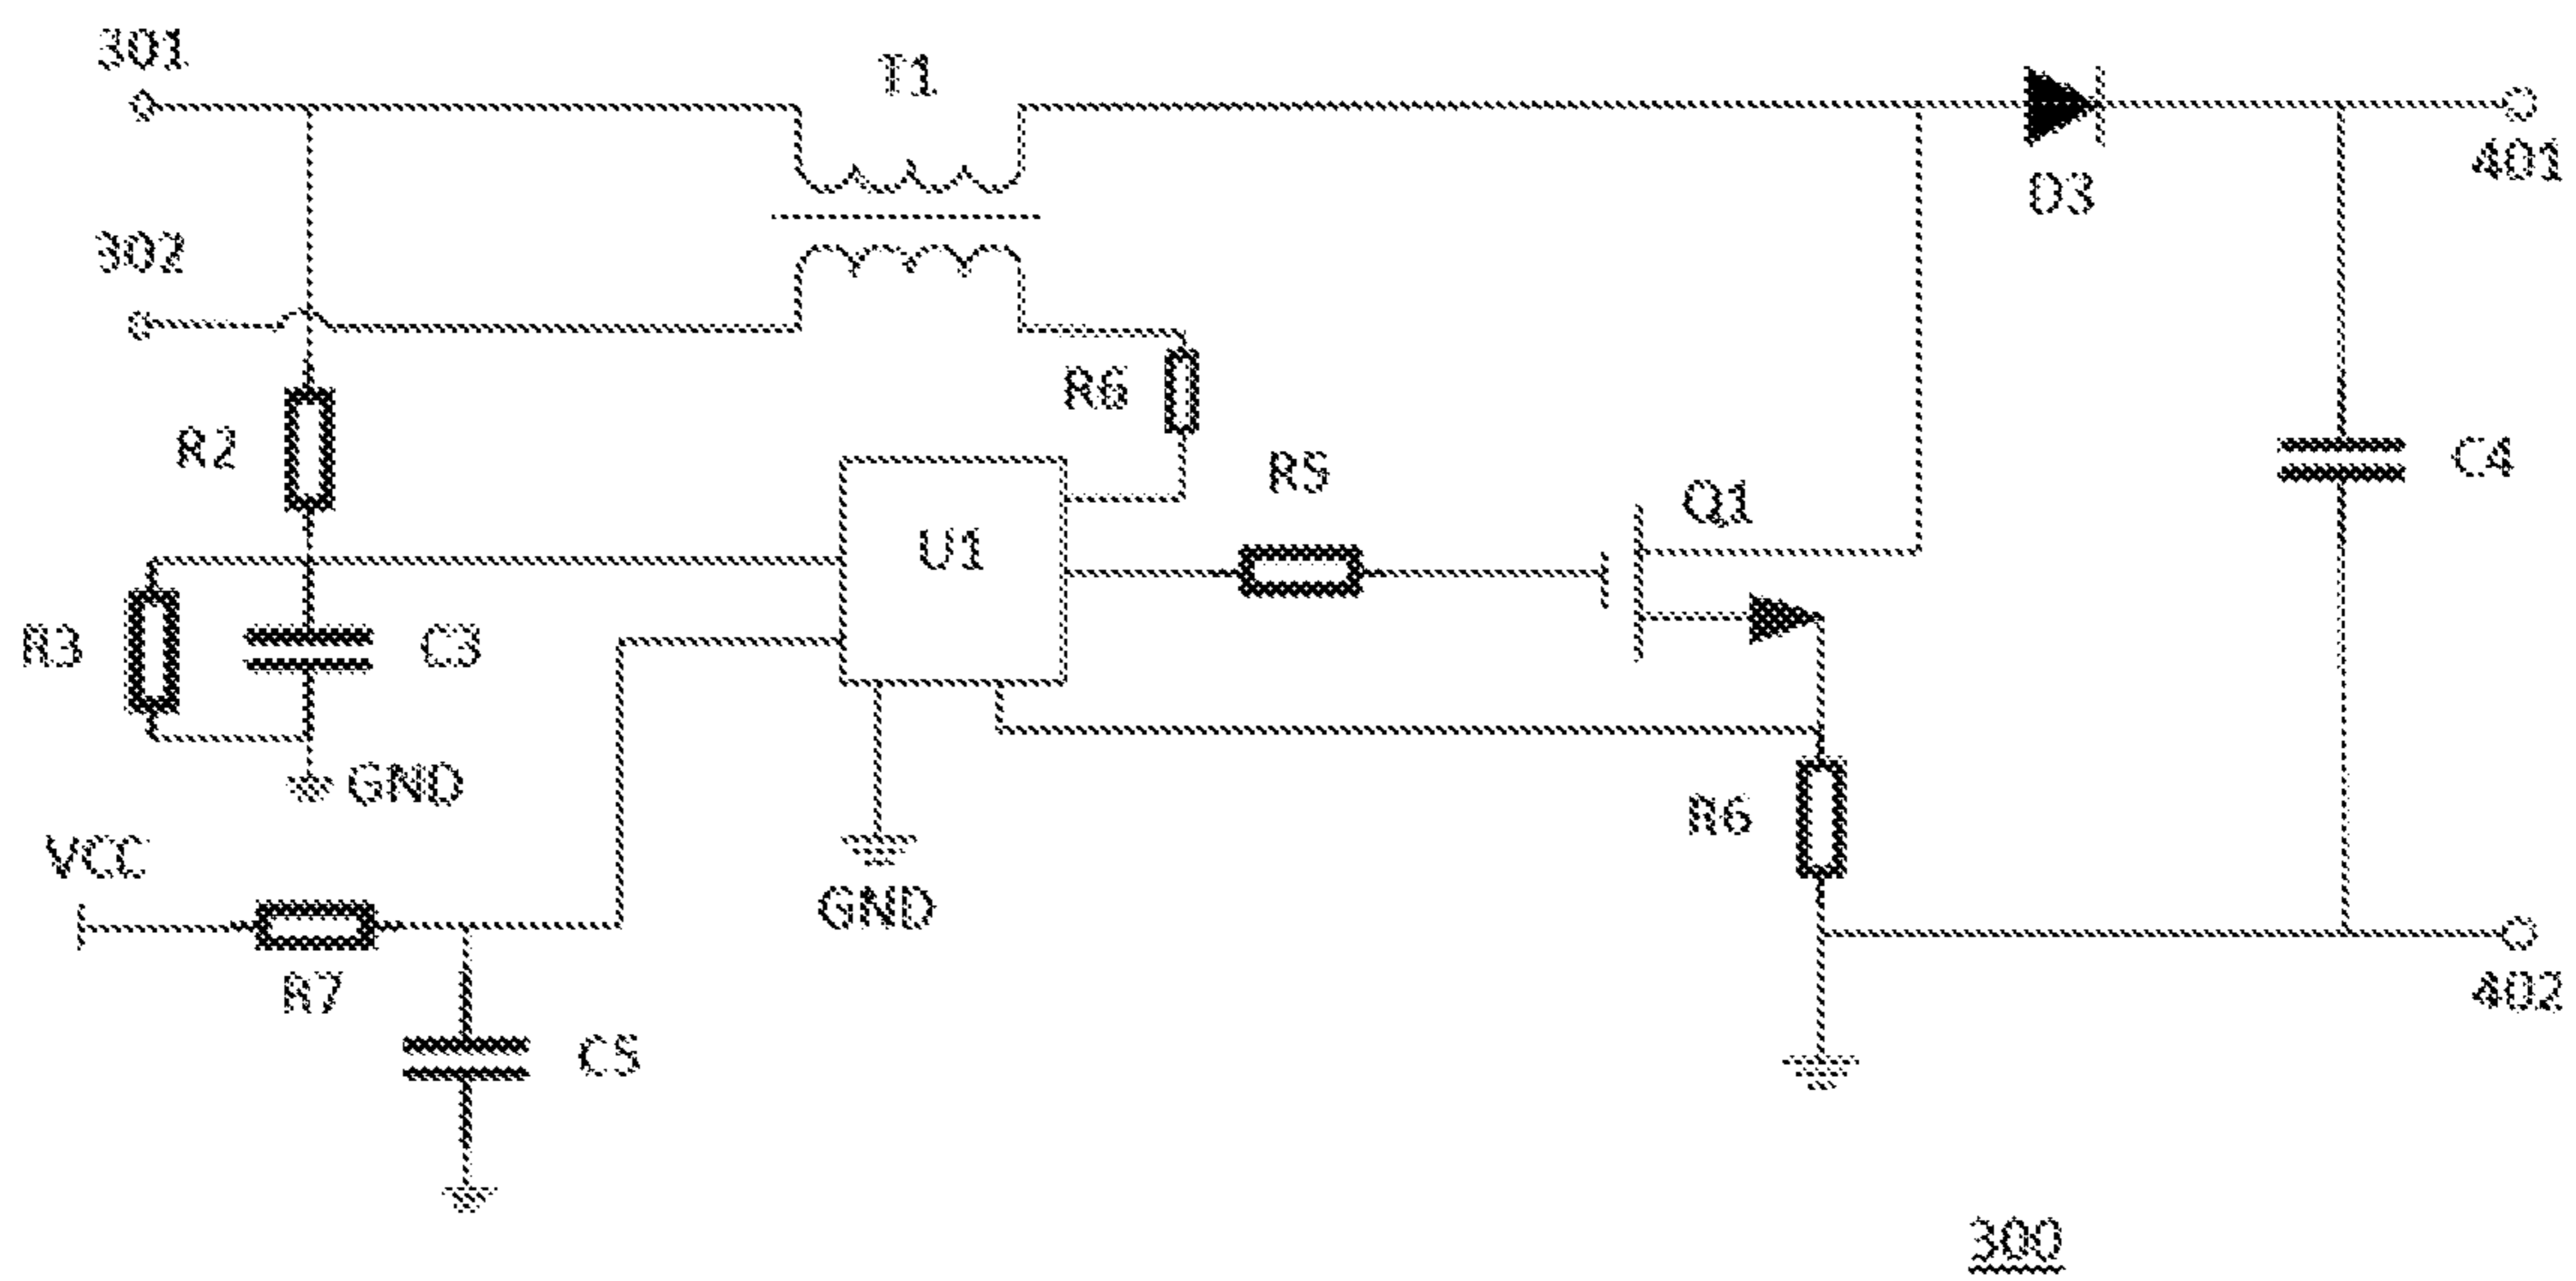 301
T1
401
D3
302
R6
R2
R5
Q1
C4
U1
R3
C3
GND
R6
VCC
GND
R7
402
C5
300